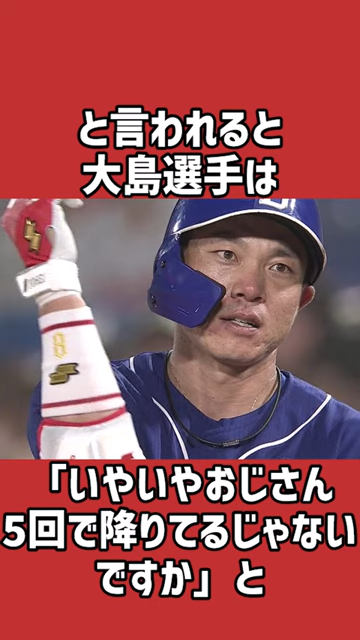 と言われると
大島選手は
8
「いやいやおじさん
5回で降りてるじゃない
ですか」と